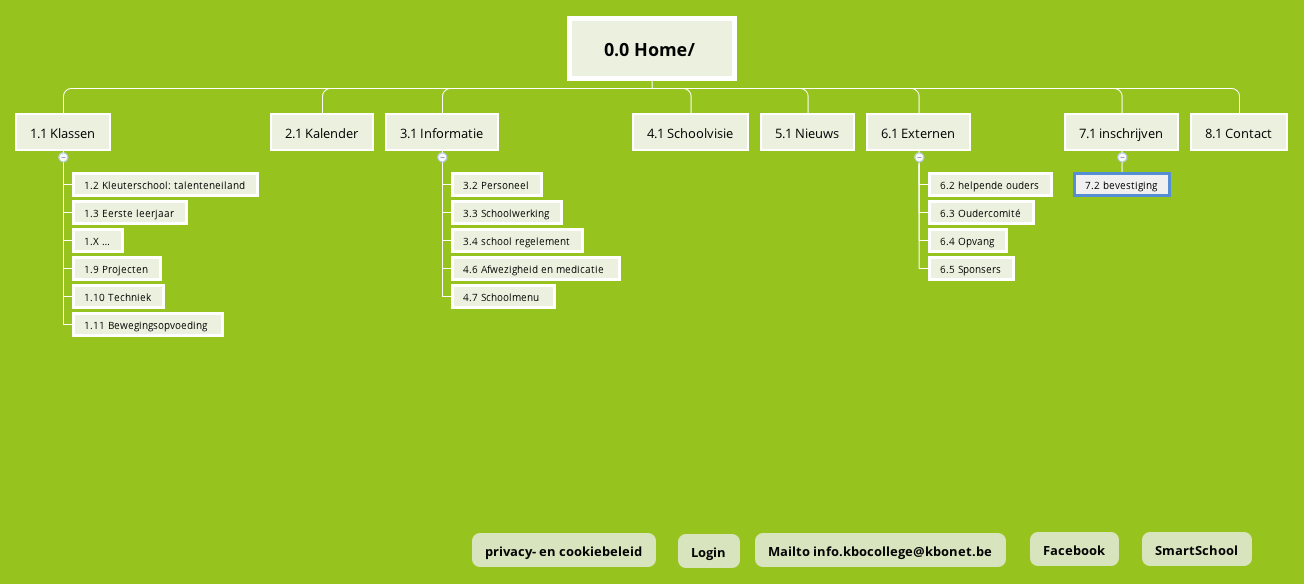 0.0 Home/
1.1 Klassen
1.2 Kleuterschool: talenteneiland
1.3 Eerste leerjaar
1.X ...
1.9 Projecten
1.10 Techniek
1.11 Bewegingsopvoeding
2.1 Kalender
3.1 Informatie
3.2 Personeel
3.3 Schoolwerking
3.4 school regelement
4.6 Afwezigheid en medicatie
4.7 Schoolmenu
4.1 Schoolvisie
5.1 Nieuws
6.1 Externen
6.2 helpende ouders
6.3 Oudercomité
6.4 Opvang
6.5 Sponsers
7.1 inschrijven
7.2 bevestiging
8.1 Contact
privacy- en cookiebeleid
Login
Mailto info.kbocollege@kbonet.be
Facebook
SmartSchool